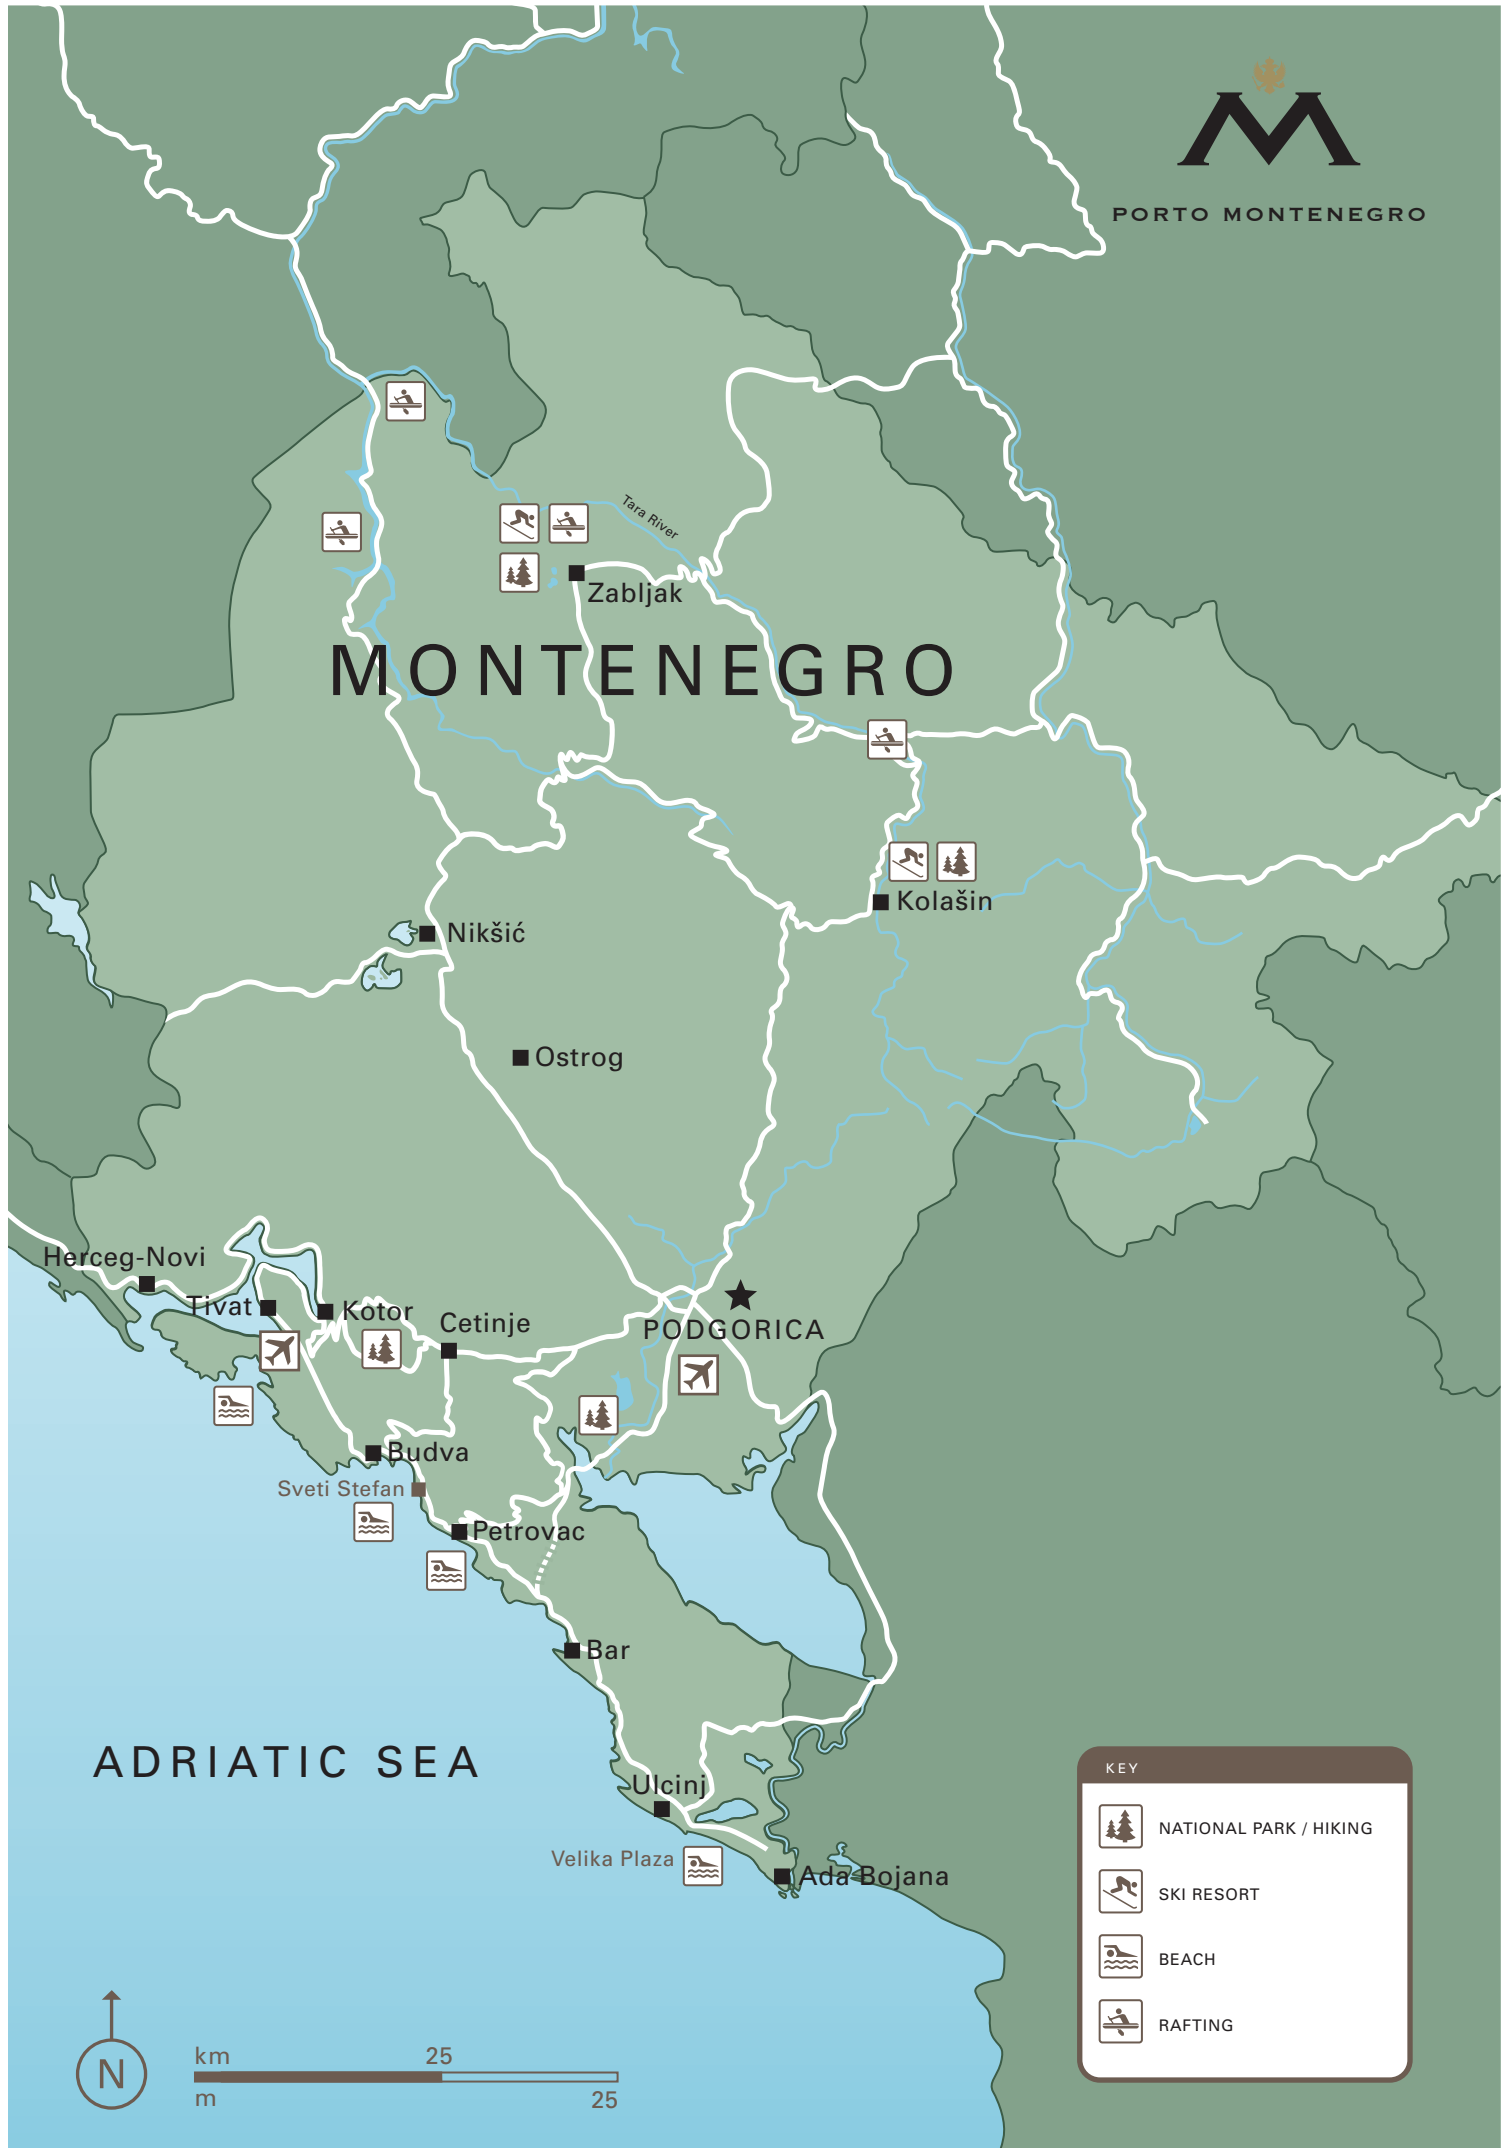 PORTO MONTENEGRO
Tara River
Zabljak
MONTENEGRO
Kolašin
Nikšić
Ostrog
Herceg-Novi
Tivat
Kotor
Cetinje
PODGORICA
Budva
Sveti Stefan
Petrovac
Bar
ADRIATIC SEA
Ulcinj
Velika Plaza
Ada Bojana
KEY
NATIONAL PARK / HIKING
SKI RESORT
BEACH
RAFTING
N
km 25
m 25